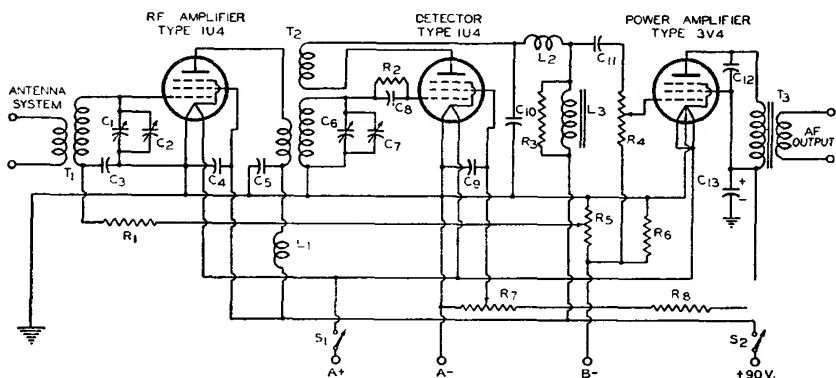 RF AMPLIFIER
TYPE 1U4
DETECTOR
TYPE 1U4
POWER AMPLIFIER
TYPE 3V4
ANTENNA
SYSTEM
T1
C1
C2
C3
C4
C5
T2
R2
C8
C6
C7
C9
C10
L2
C11
R3
L3
R4
C12
T3
AF
OUTPUT
C13
+
-
R1
L1
R5
R6
R7
R8
S1
S2
A+
A-
B-
+90V.